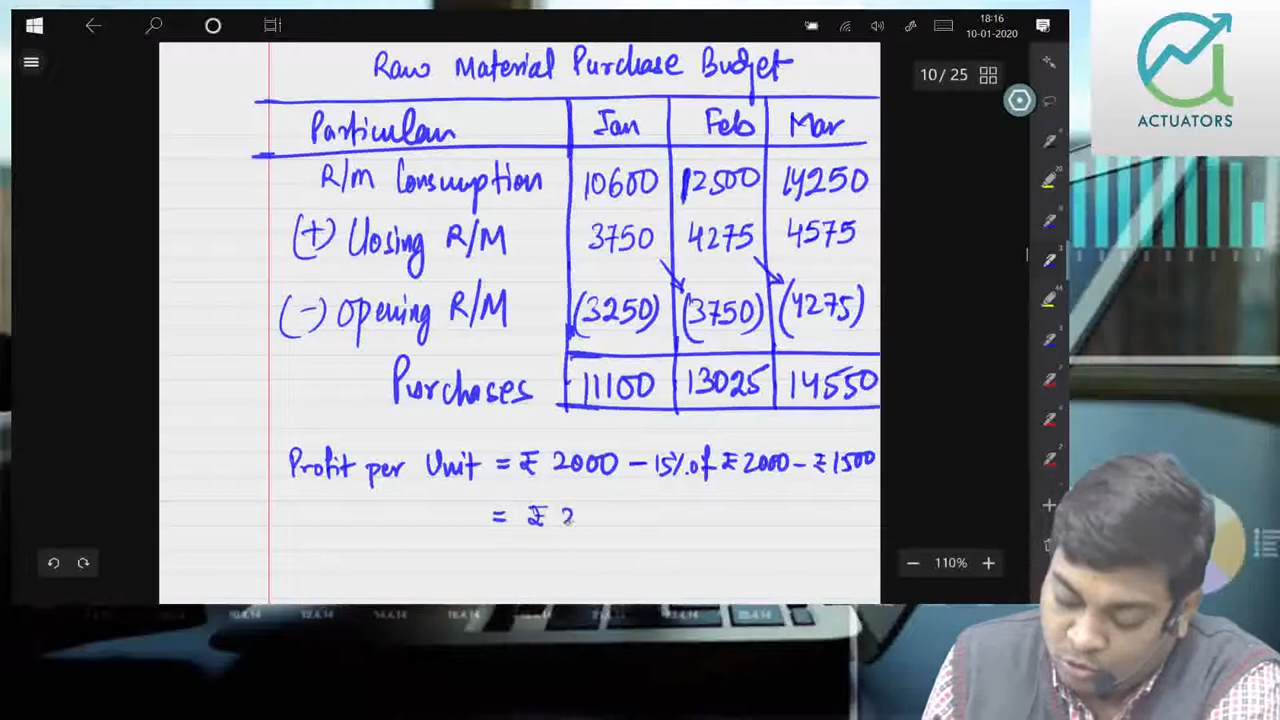 18:16
10-01-2020
10 / 25
Raw Material Purchase Budget
Particulars Jan Feb Mar
R/M Consumption 10600 12500 14250
(+) Closing R/M 3750 4275 4575
(-) Opening R/M (3250) (3750) (4275)
Purchases 11100 13025 14550
Profit per Unit = ₹ 2000 - 15% of ₹ 2000 - ₹ 1500
= ₹ 2
110%
ACTUATORS